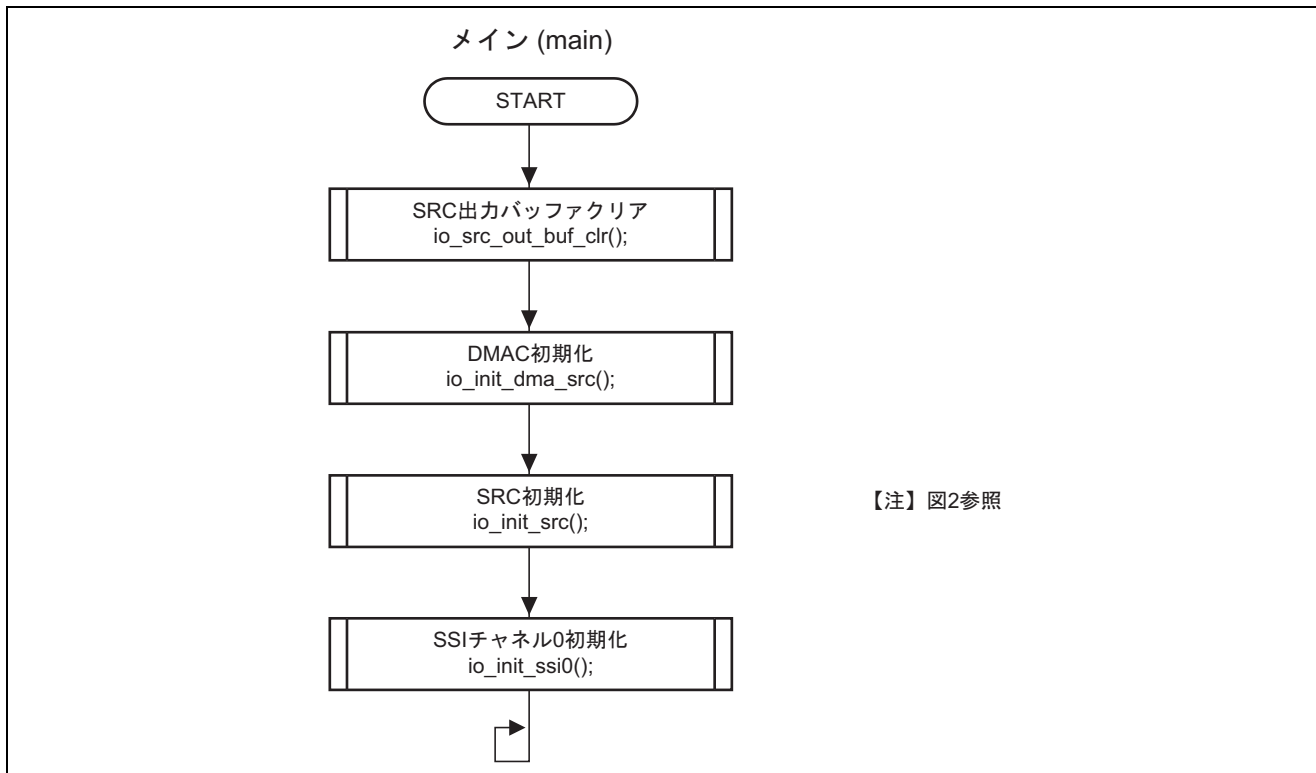 メイン (main)
START
SRC出力バッファクリア
io_src_out_buf_clr();
DMAC初期化
io_init_dma_src();
SRC初期化
io_init_src();
【注】図2参照
SSIチャネル0初期化
io_init_ssi0();